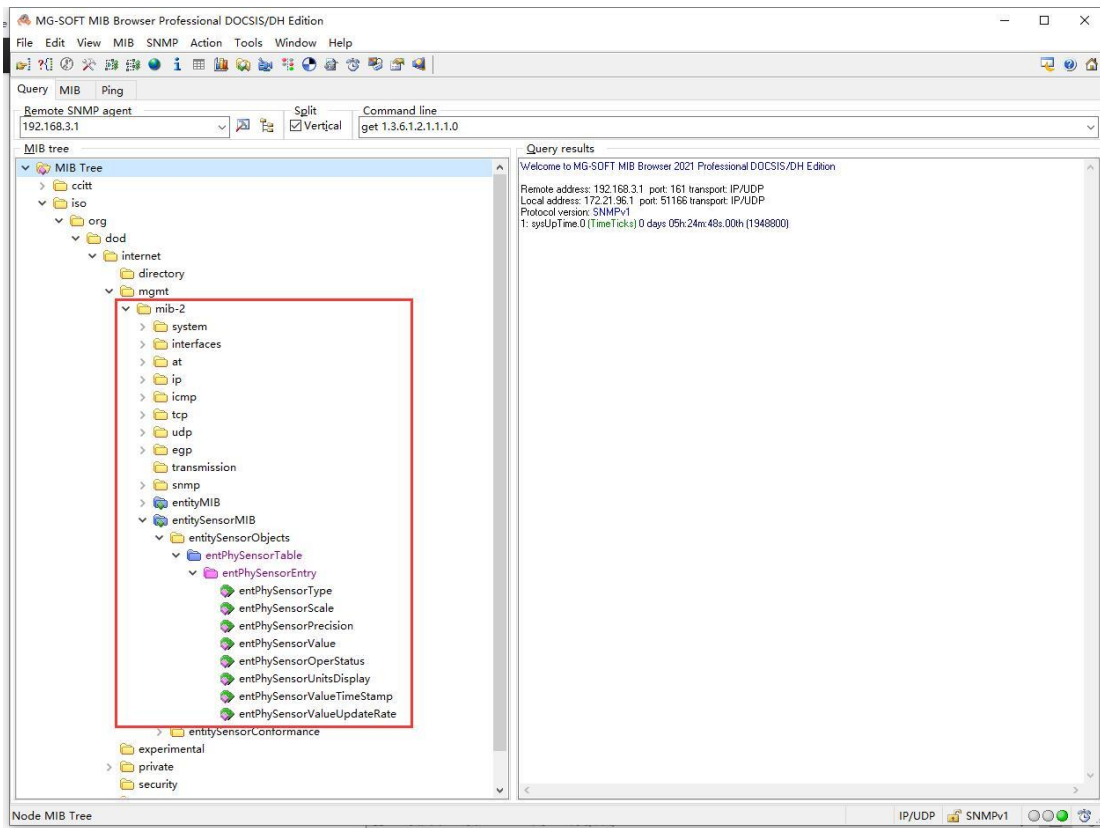 MG-SOFT MIB Browser Professional DOCSIS/DH Edition
File Edit View MIB SNMP Action Tools Window Help
Query MIB Ping
Remote SNMP agent Split Command line
192.168.3.1 Vertical get 1.3.6.1.2.1.1.1.0
MIB tree
MIB Tree
ccitt
iso
org
dod
internet
directory
mgmt
mib-2
system
interfaces
at
ip
icmp
tcp
udp
egp
transmission
snmp
entityMIB
entitySensorMIB
entitySensorObjects
entPhySensorTable
entPhySensorEntry
entPhySensorType
entPhySensorScale
entPhySensorPrecision
entPhySensorValue
entPhySensorOperStatus
entPhySensorUnitsDisplay
entPhySensorValueTimeStamp
entPhySensorValueUpdateRate
entitySensorConformance
experimental
private
security
Query results
Welcome to MG-SOFT MIB Browser 2021 Professional DOCSIS/DH Edition
Remote address: 192.168.3.1 port: 161 transport: IP/UDP
Local address: 172.21.96.1 port: 51166 transport: IP/UDP
Protocol version: SNMPv1
1: sysUpTime.0 (TimeTicks) 0 days 05h:24m:48s.00th (1948800)
Node MIB Tree IP/UDP SNMPv1